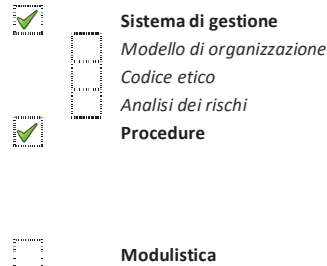 Sistema di gestione
Modello di organizzazione
Codice etico
Analisi dei rischi
Procedure
Modulistica